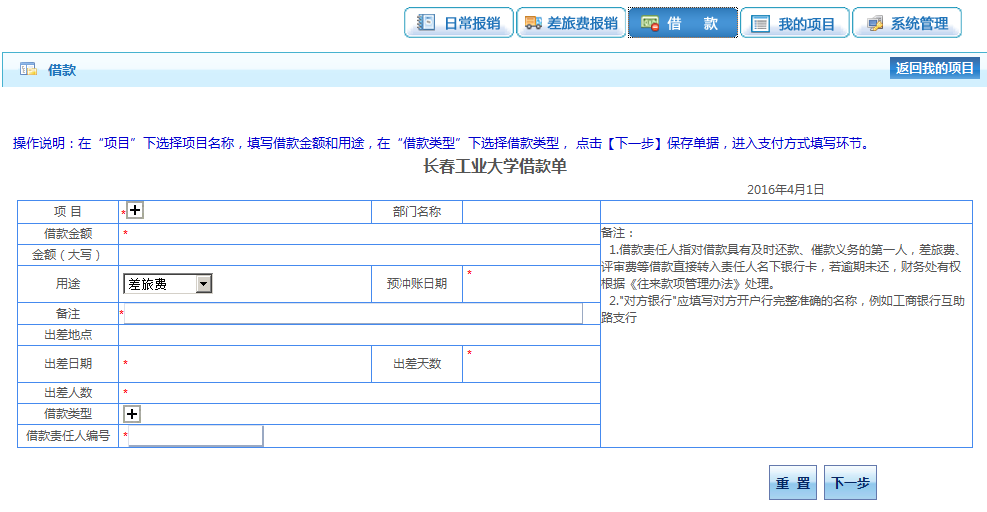 日常报销 差旅费报销 借 款 我的项目 系统管理
借款 返回我的项目
操作说明：在“项目”下选择项目名称，填写借款金额和用途，在“借款类型”下选择借款类型， 点击【下一步】保存单据，进入支付方式填写环节。
长春工业大学借款单
2016年4月1日
项 目 * 部门名称
借款金额 *
金额（大写）
用途 差旅费 预冲账日期 *
备注 *
出差地点
出差日期 * 出差天数 *
出差人数 *
借款类型
借款责任人编号 *
备注：
1.借款责任人指对借款具有及时还款、催款义务的第一人，差旅费、
评审费等借款直接转入责任人名下银行卡，若逾期未还，财务处有权
根据《往来款项管理办法》处理。
2."对方银行"应填写对方开户行完整准确的名称，例如工商银行互助
路支行
重 置 下一步